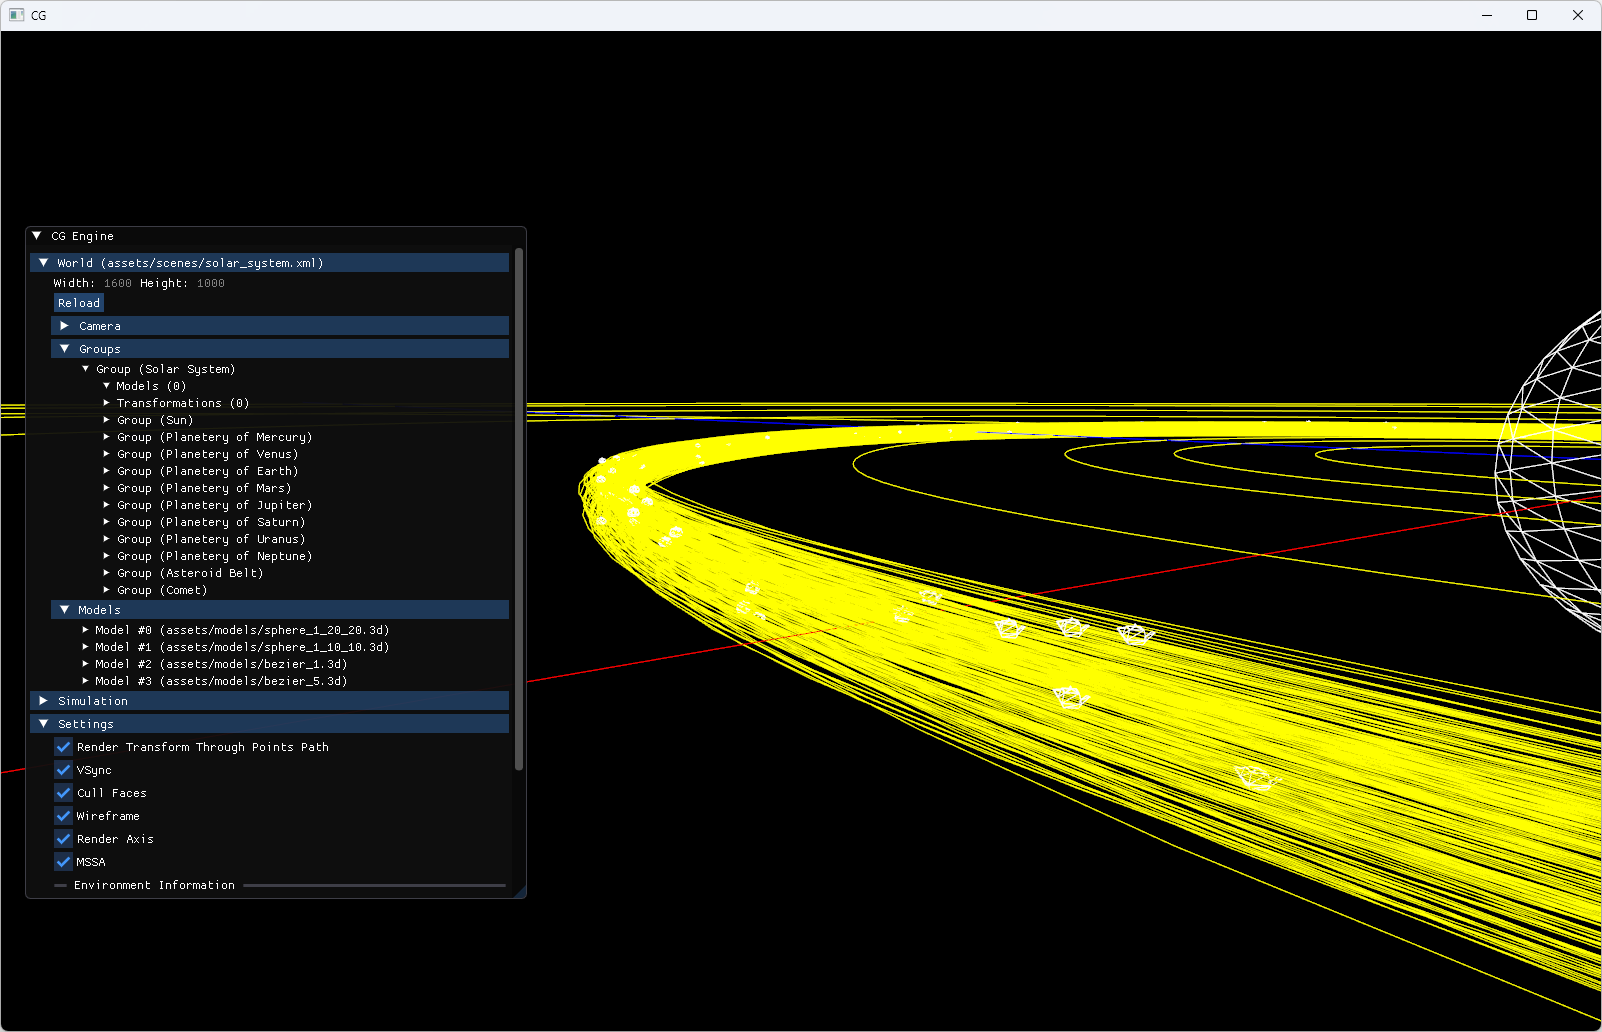 CG
CG Engine
World (assets/scenes/solar_system.xml)
Width: 1600 Height: 1000
Reload
Camera
Groups
Group (Solar System)
Models (0)
Transformations (0)
Group (Sun)
Group (Planetery of Mercury)
Group (Planetery of Venus)
Group (Planetery of Earth)
Group (Planetery of Mars)
Group (Planetery of Jupiter)
Group (Planetery of Saturn)
Group (Planetery of Uranus)
Group (Planetery of Neptune)
Group (Asteroid Belt)
Group (Comet)
Models
Model #0 (assets/models/sphere_1_20_20.3d)
Model #1 (assets/models/sphere_1_10_10.3d)
Model #2 (assets/models/bezier_1.3d)
Model #3 (assets/models/bezier_5.3d)
Simulation
Settings
Render Transform Through Points Path
VSync
Cull Faces
Wireframe
Render Axis
MSSA
Environment Information